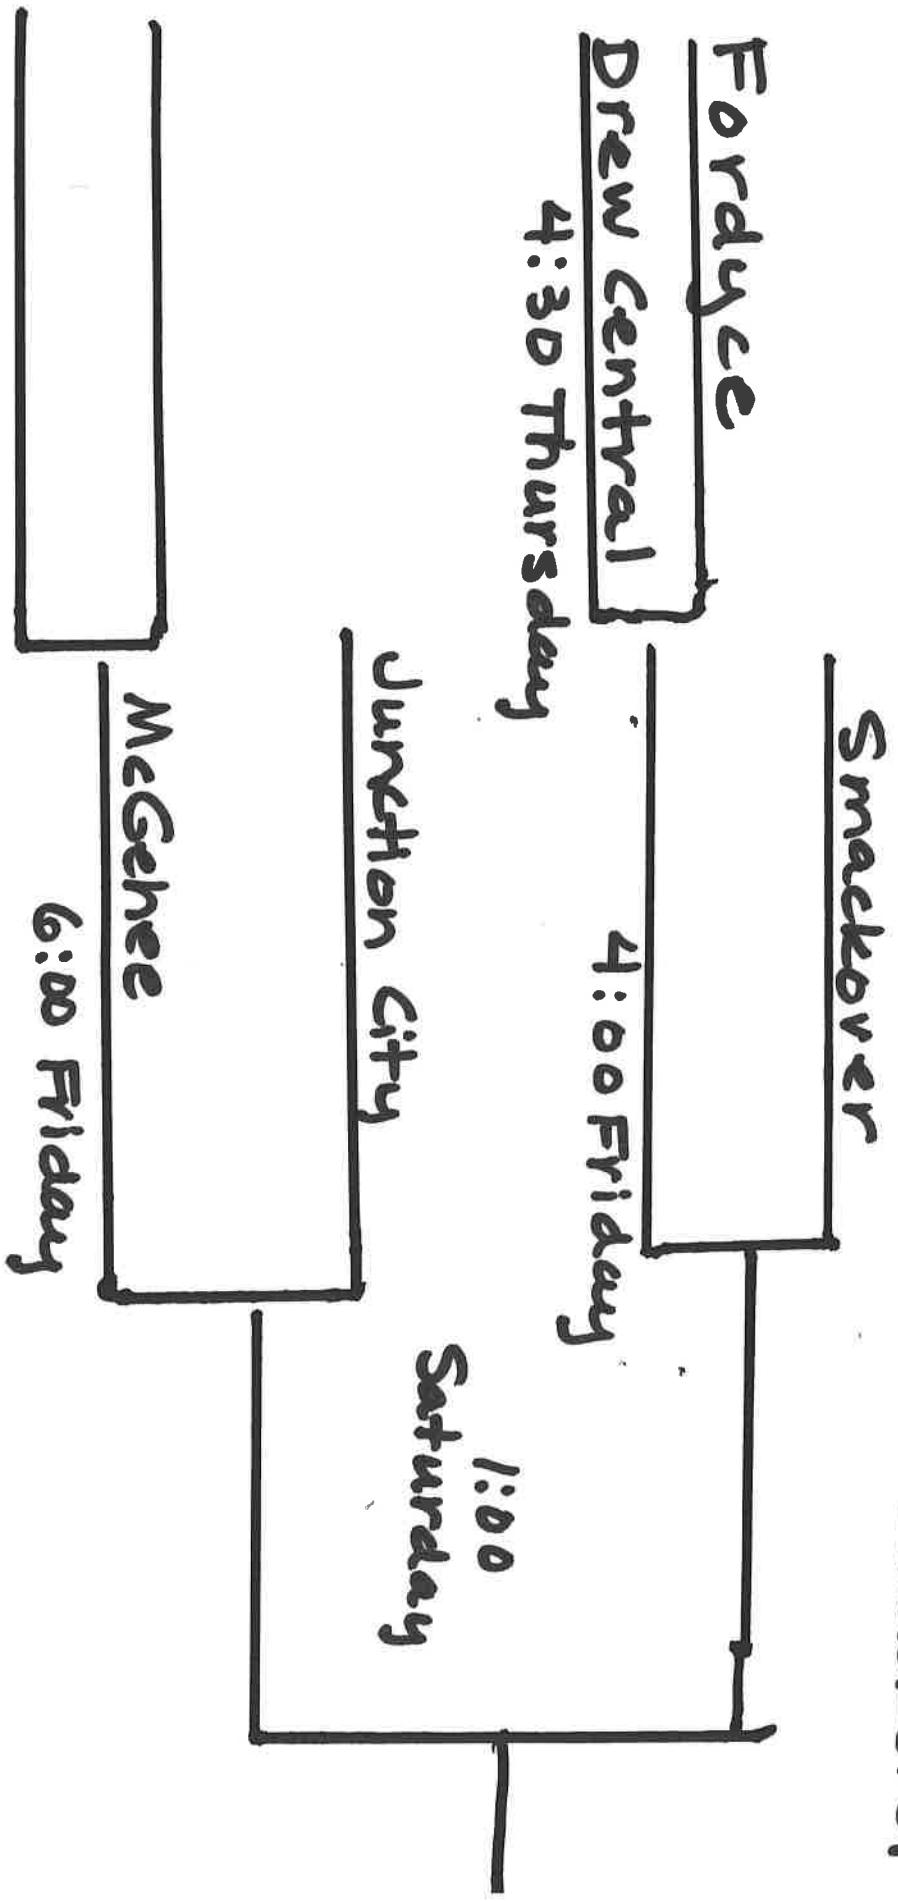 Smackover
Fordyce
Drew Central
4:30 Thursday
4:00 Friday
1:00
Saturday
Junction City
McGehee
6:00 Friday